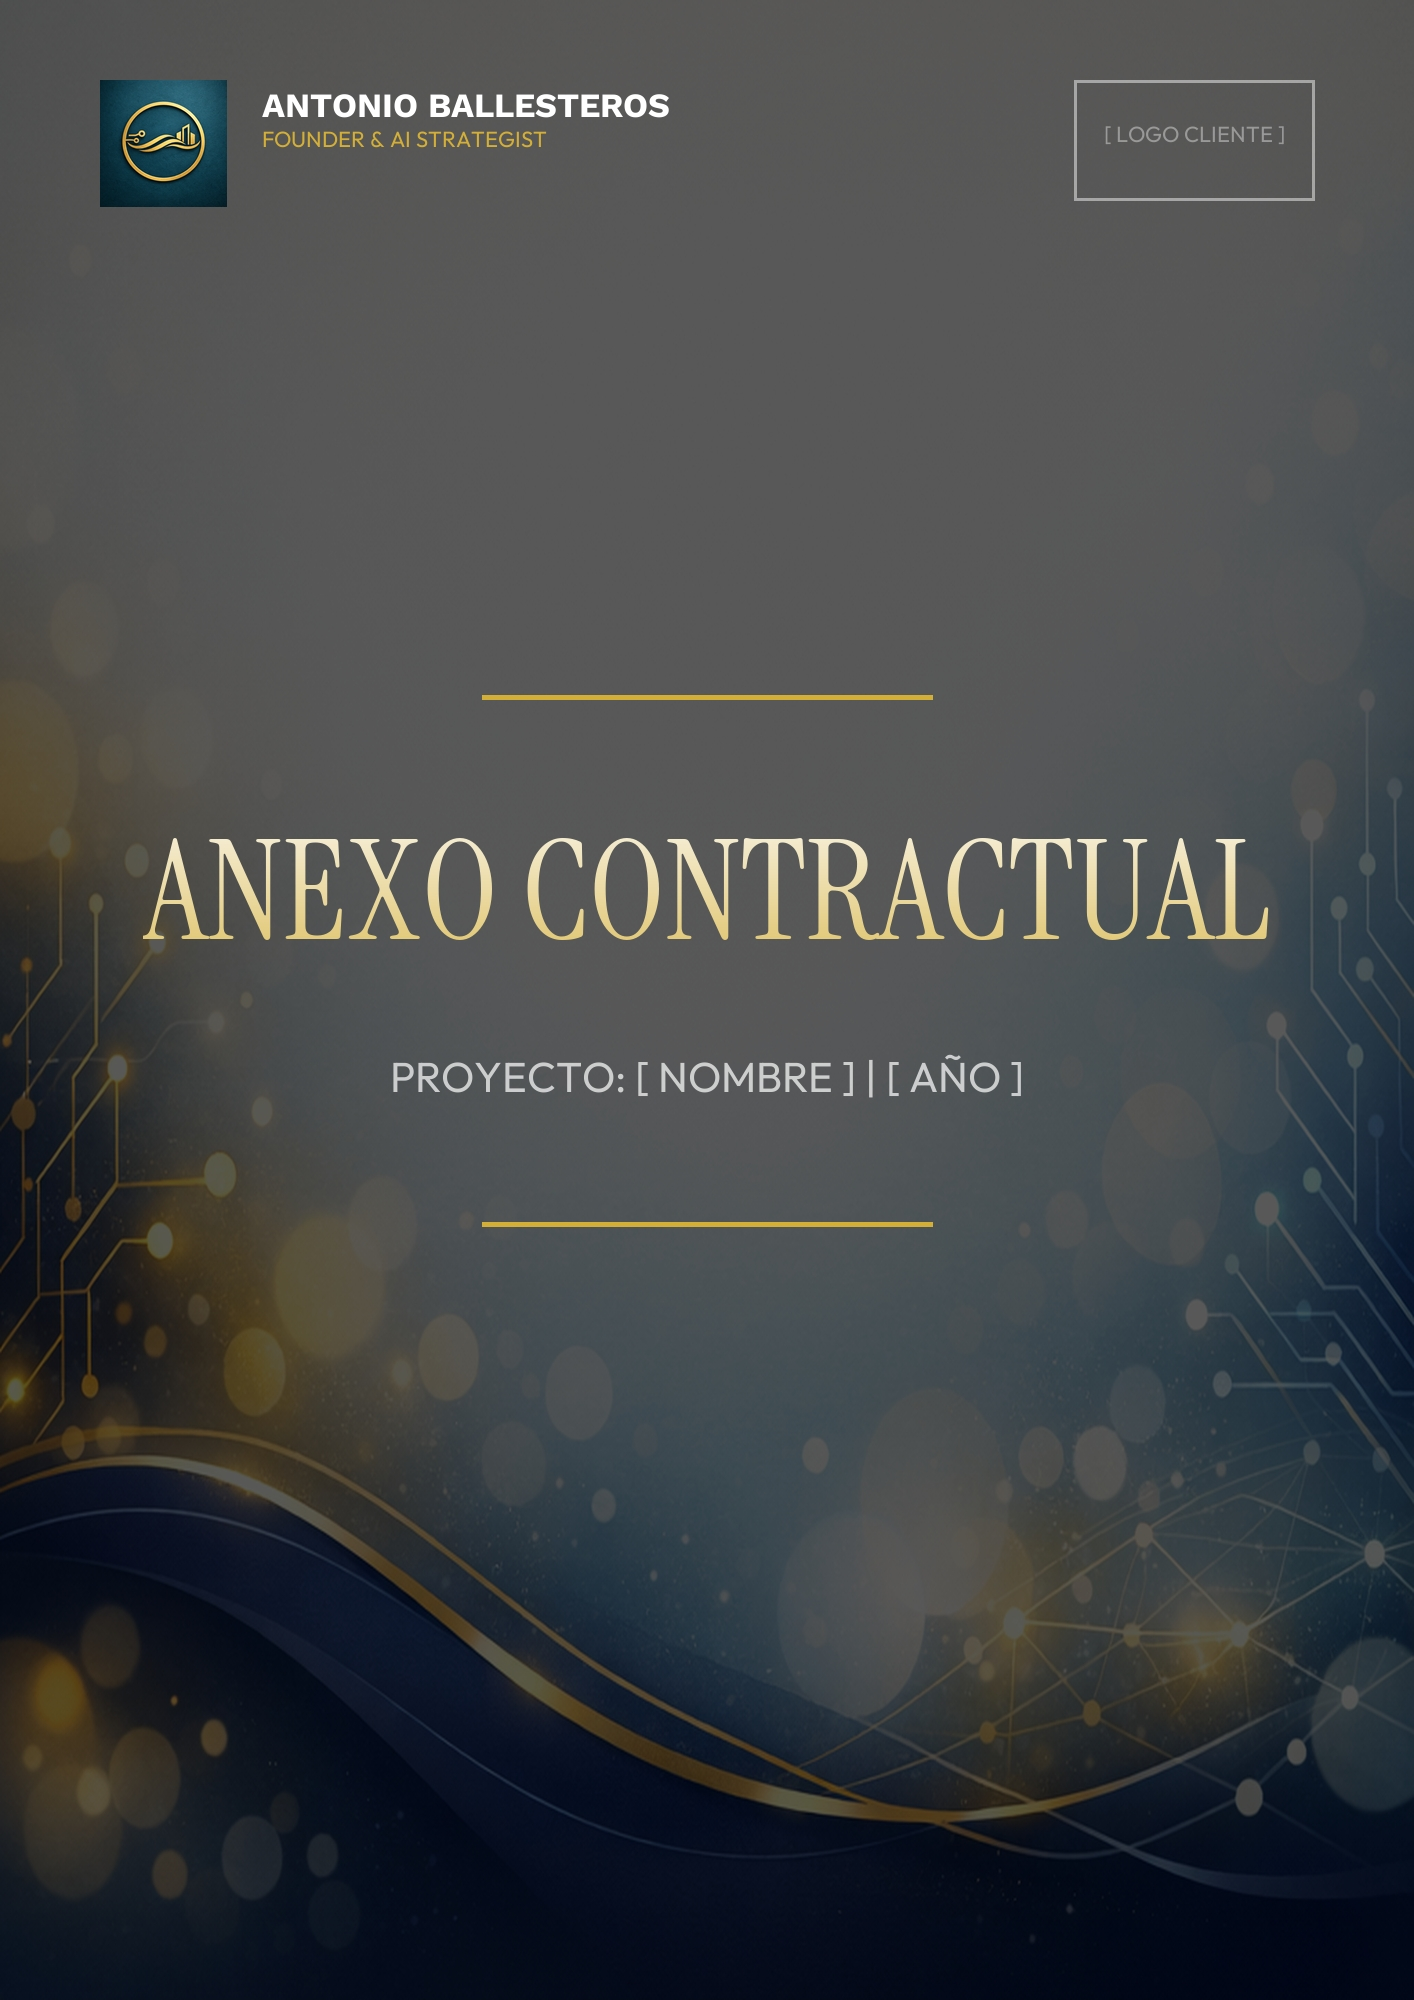 ANTONIO BALLESTEROS
FOUNDER & AI STRATEGIST
[ LOGO CLIENTE ]
ANEXO CONTRACTUAL
PROYECTO: [ NOMBRE ] | [ AÑO ]